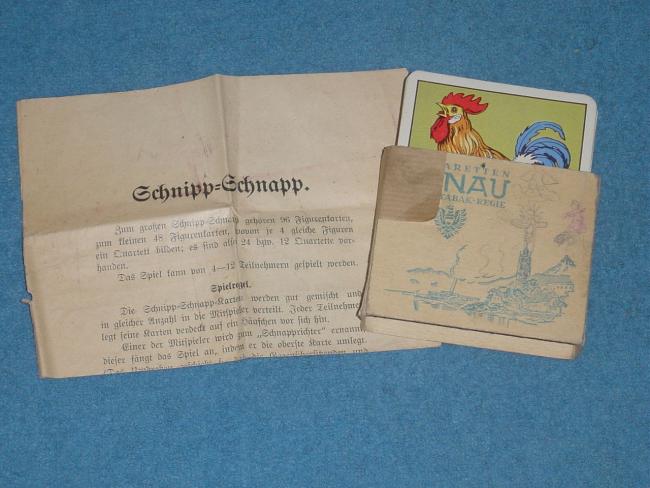 Schnipp=Schnapp.
Zum großen Schnipp-Schnapp gehören 96 Figurenkarten,
zum kleinen 48 Figurenkarten, wovon je 4 gleiche Figuren
ein Quartett bilden; es sind also 24 bzw. 12 Quartette vor-
handen.
Das Spiel kann von 4—12 Teilnehmern gespielt werden.
Spielregel.
Die Schnipp-Schnapp-Karten werden gut gemischt und
in gleicher Anzahl in die Mitspieler verteilt. Jeder Teilnehm
legt seine Karten verdeckt auf ein Häufchen vor sich hin.
Einer der Mitspieler wird zum "Schnapprichter" ernann
dieser fängt das Spiel an, indem er die oberste Karte umlegt
ARETTEN
NAU
TABAK-REGIE